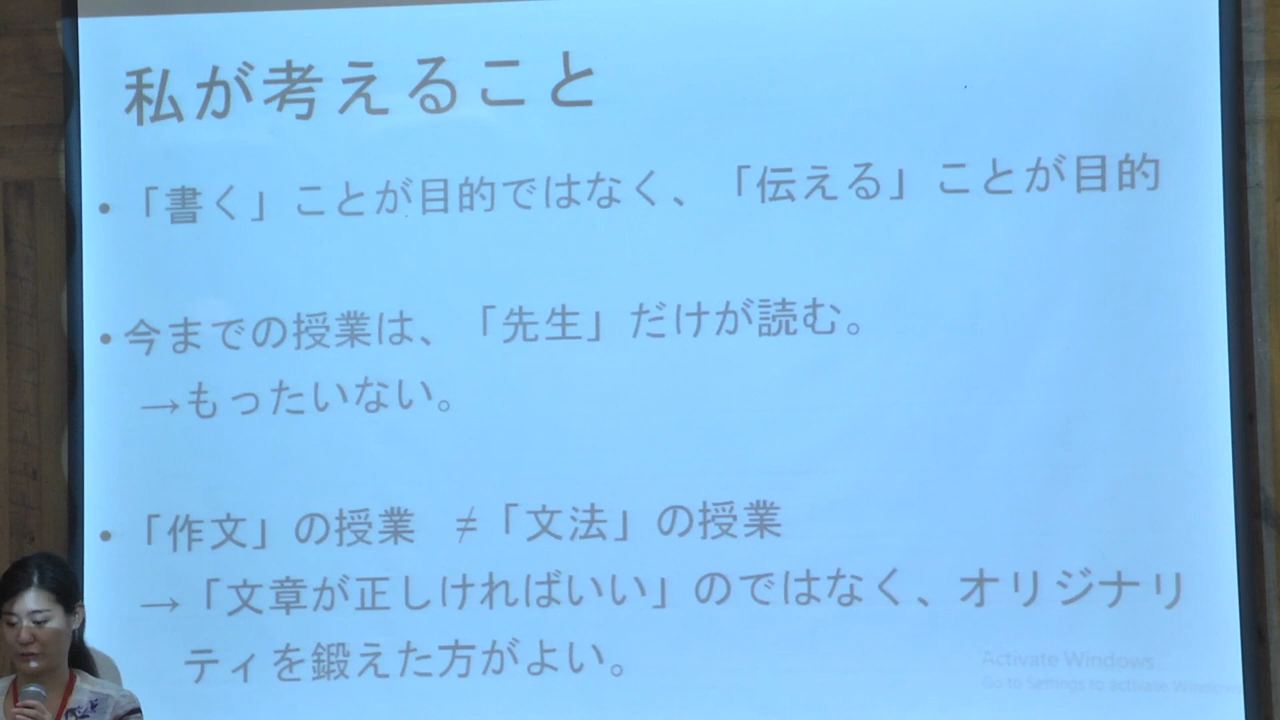 私が考えること
•「書く」ことが目的ではなく、「伝える」ことが目的
•今までの授業は、「先生」だけが読む。
→もったいない。
•「作文」の授業 ≠「文法」の授業
→「文章が正しければいい」のではなく、オリジナリ
ティを鍛えた方がよい。
Activate Windows
Go to Settings to activate Windows